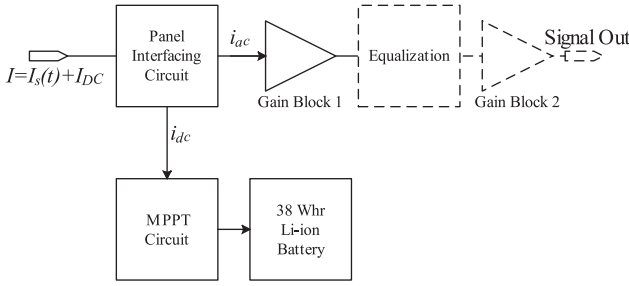 Panel
Interfacing
Circuit
I=Is(t)+IDC
iac
Gain Block 1
Equalization
Gain Block 2
Signal Out
idc
MPPT
Circuit
38 Whr
Li-ion
Battery